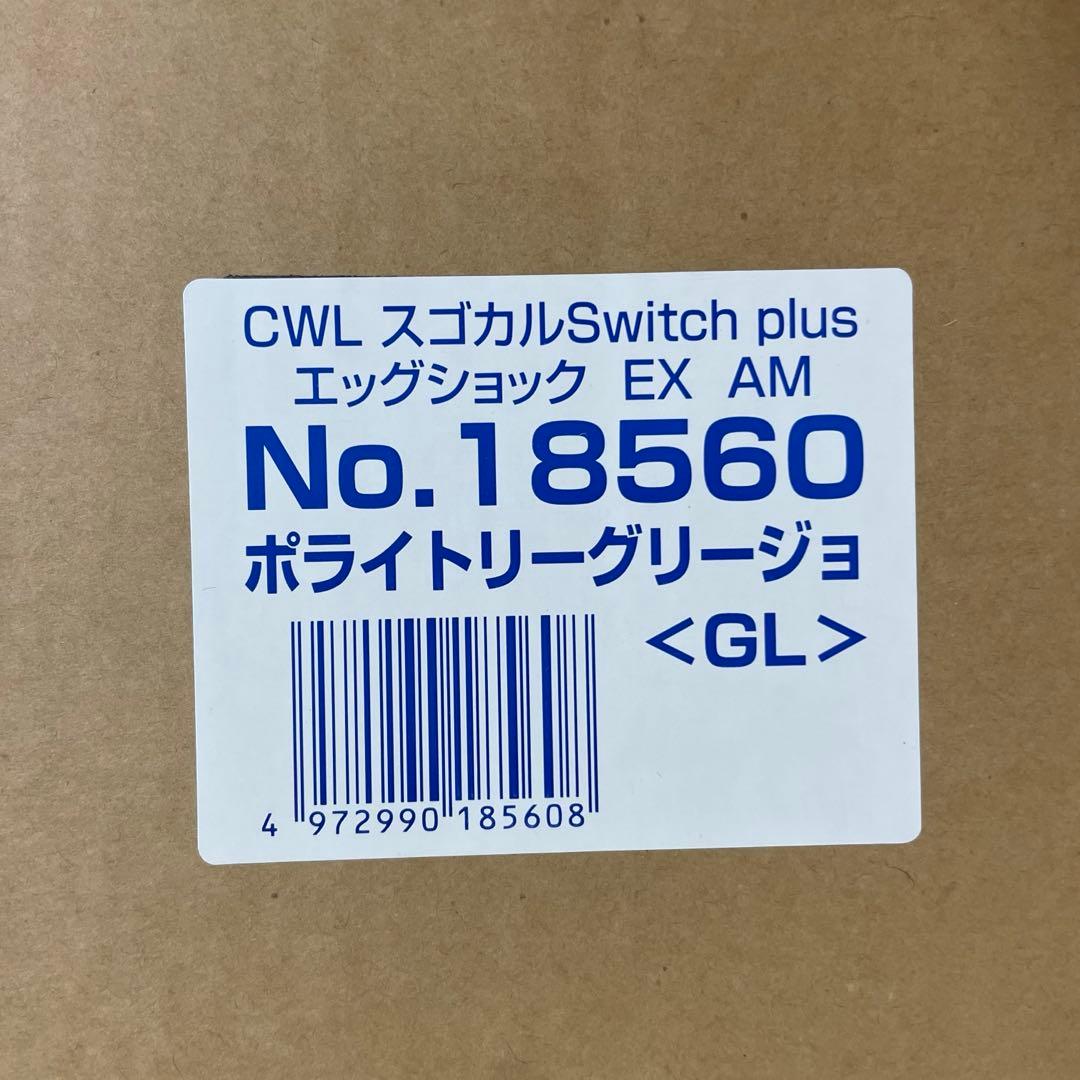 CWL スゴカルSwitch plus
エッグショック EX AM
No.18560
ポライトリーグリージョ
<GL>
4 972990 185608